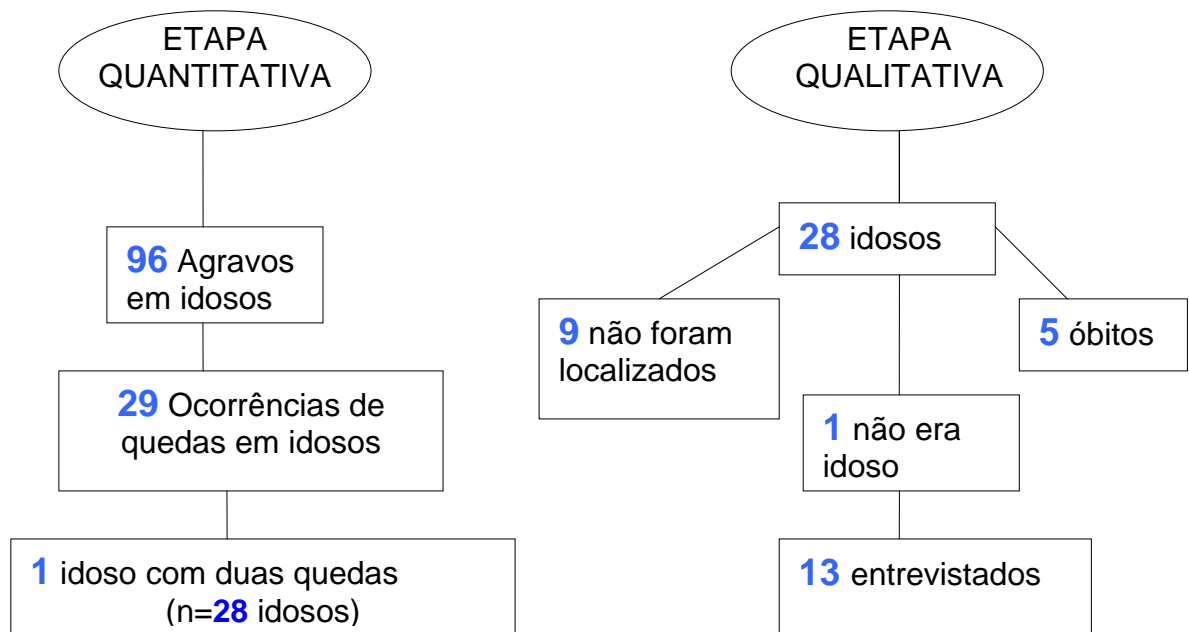 ETAPA
QUANTITATIVA
96 Agravos
em idosos
29 Ocorrências de
quedas em idosos
1 idoso com duas quedas
(n=28 idosos)
ETAPA
QUALITATIVA
28 idosos
9 não foram
localizados
5 óbitos
1 não era
idoso
13 entrevistados